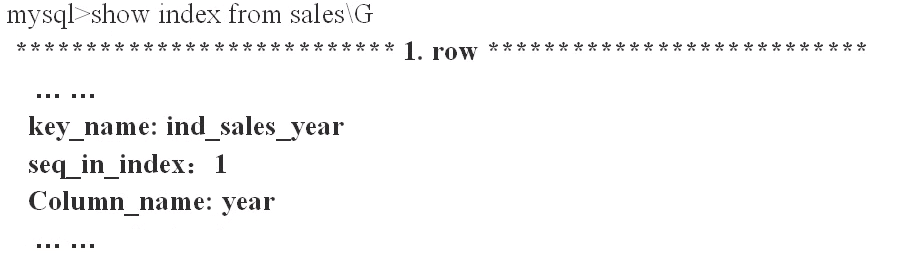 mysql>show index from sales\G
*************************** 1. row ***************************
... ...
key_name: ind_sales_year
seq_in_index：1
Column_name: year
... ...